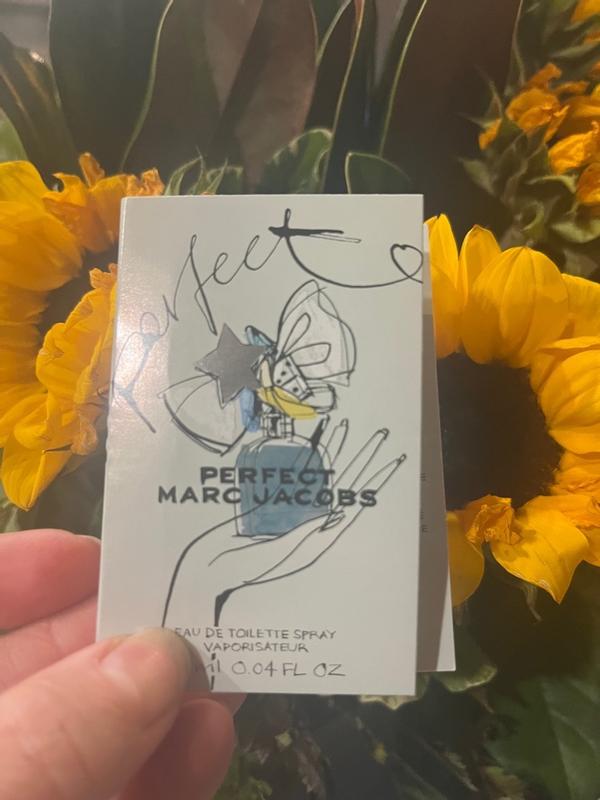 Perfect
PERFECT
MARC JACOBS
EAU DE TOILETTE SPRAY
VAPORISATEUR
0.04 FL OZ